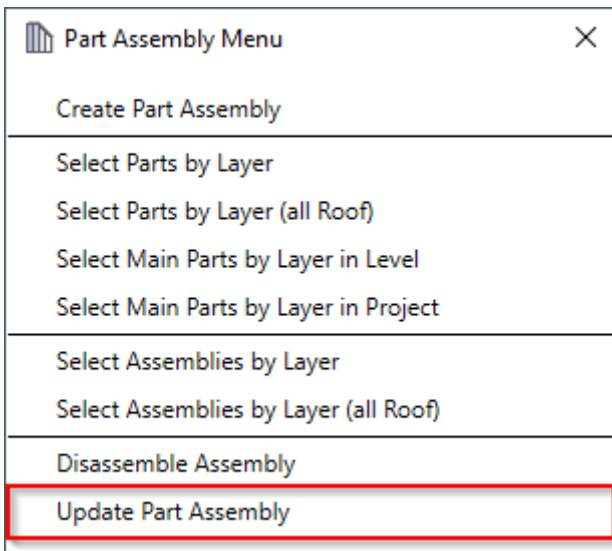 Part Assembly Menu
Create Part Assembly
Select Parts by Layer
Select Parts by Layer (all Roof)
Select Main Parts by Layer in Level
Select Main Parts by Layer in Project
Select Assemblies by Layer
Select Assemblies by Layer (all Roof)
Disassemble Assembly
Update Part Assembly